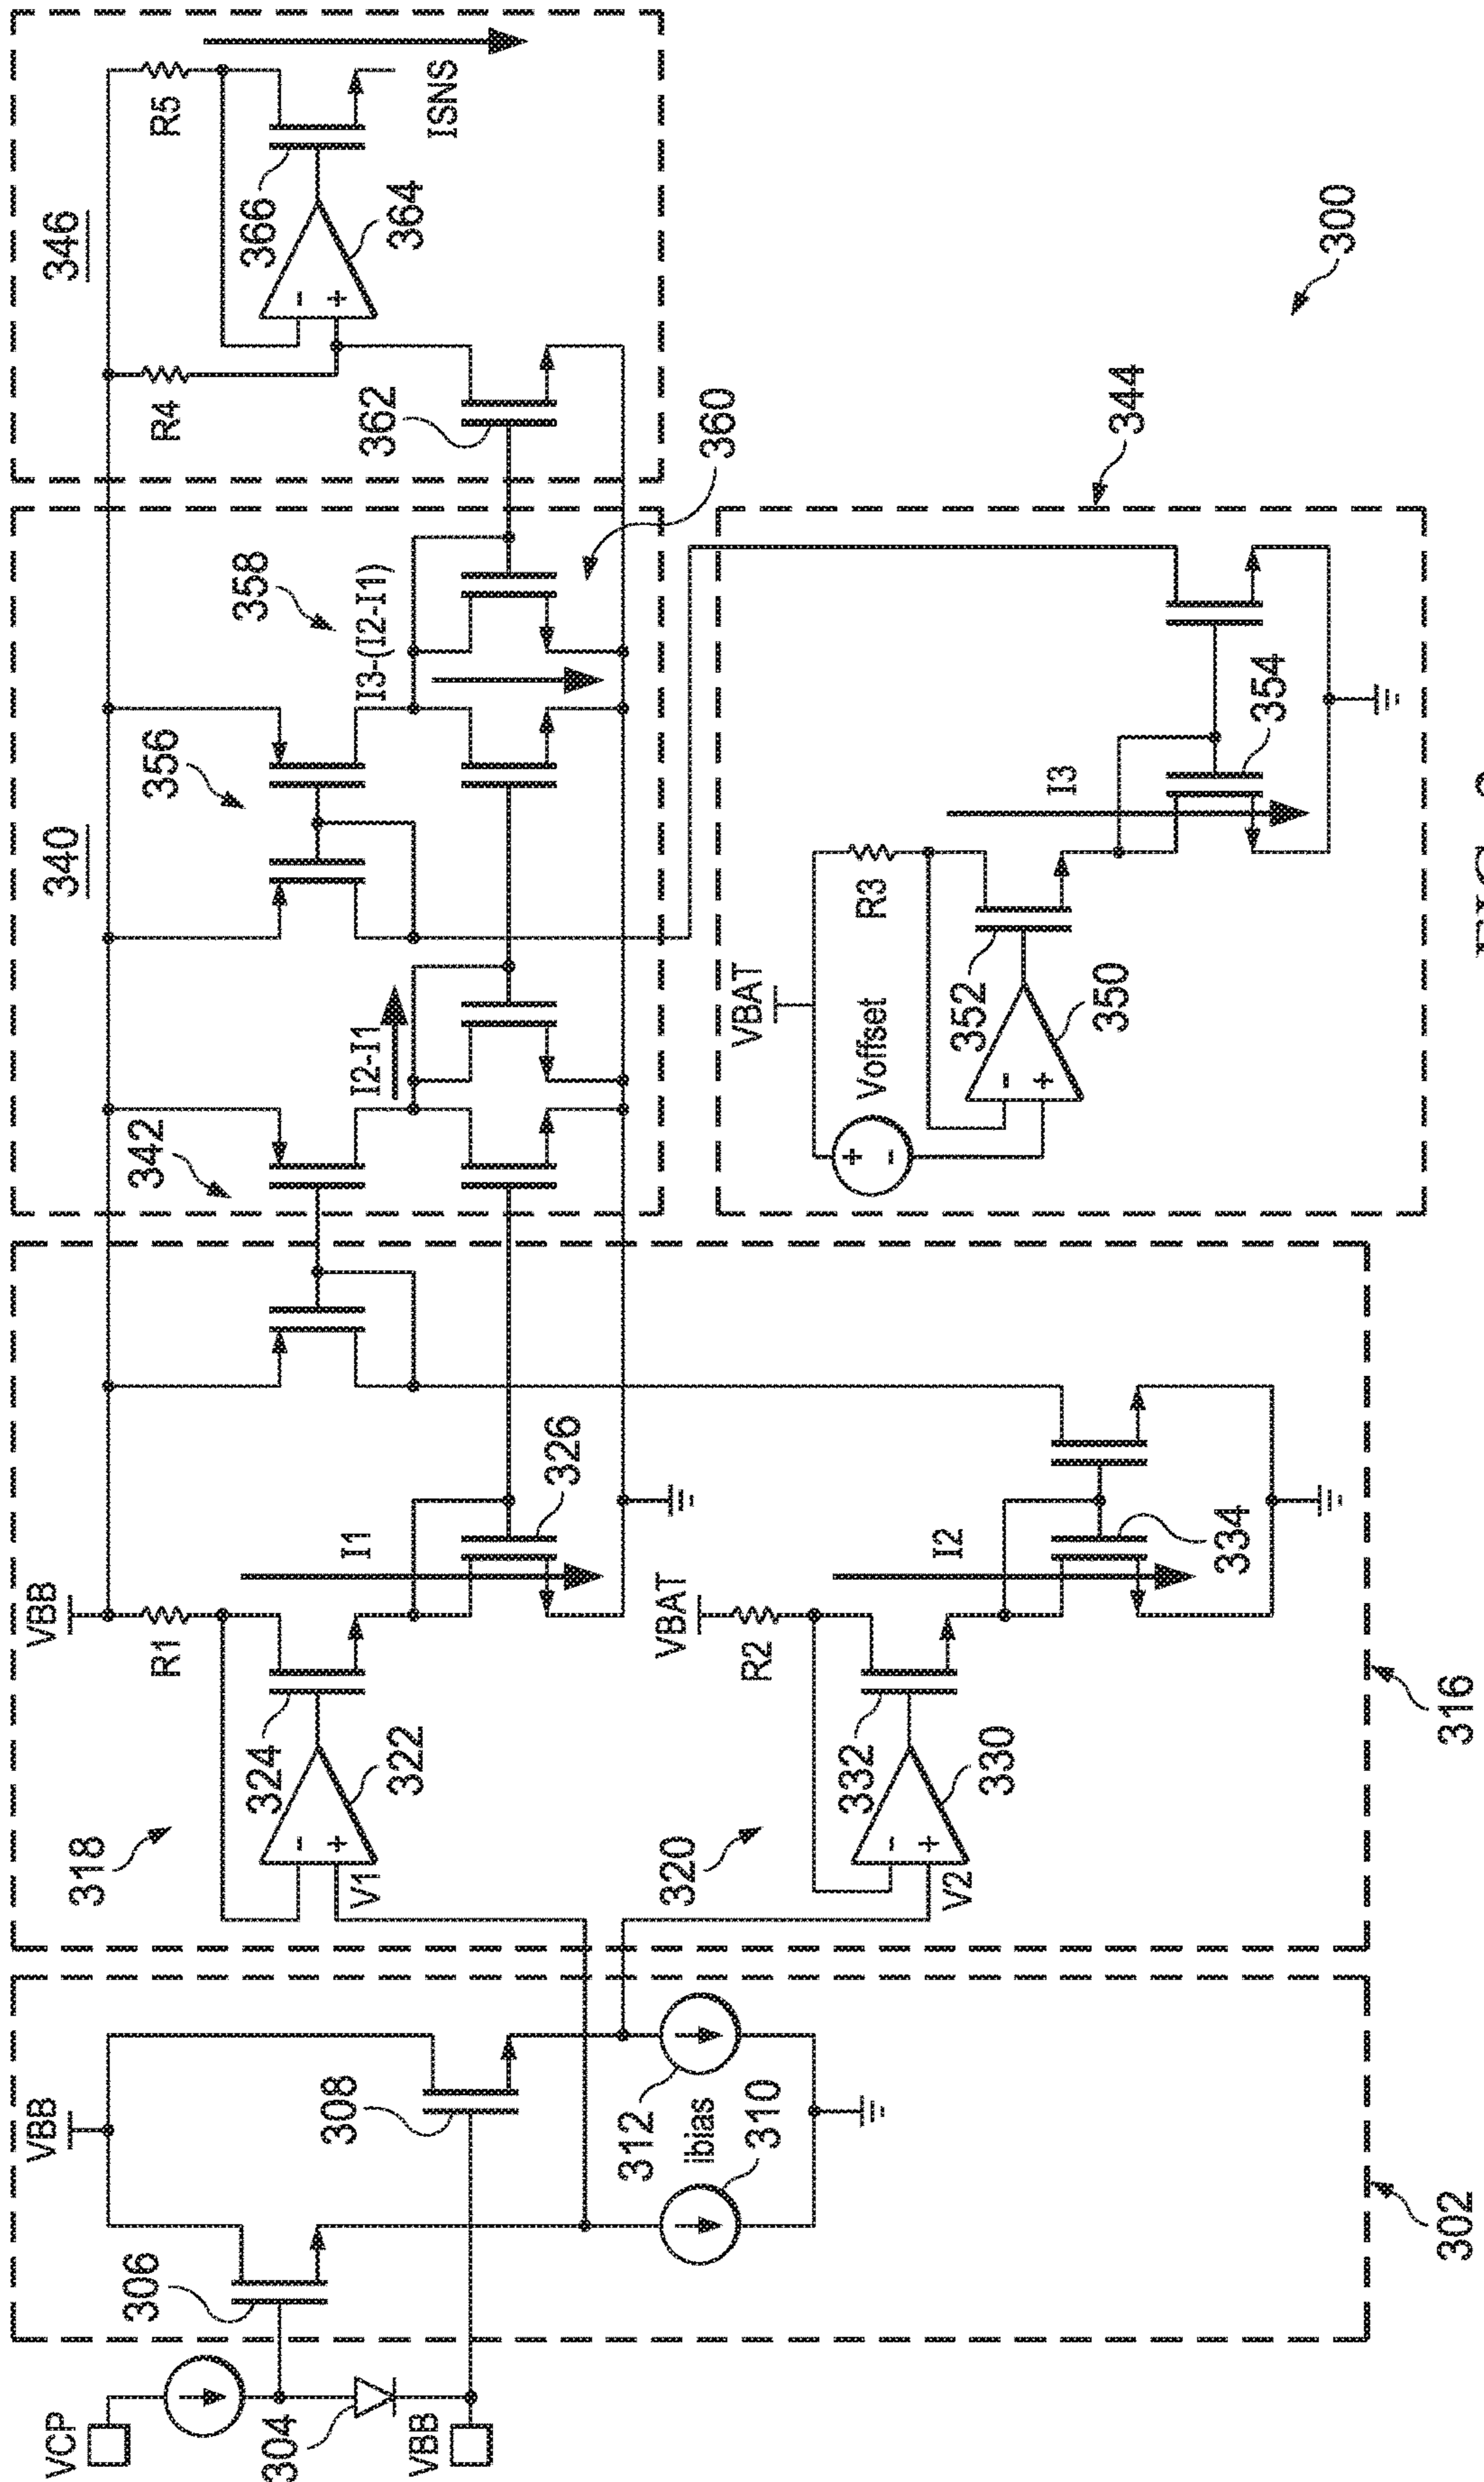 VCP
304
VBB
VBB
306
308
312
ibias
310
302
318
VBB
R1
324
322
V1
I1
326
320
VBAT
R2
332
330
V2
I2
334
316
340
342
I2-I1
356
358
I3-(I2-I1)
360
VBAT
Voffset
R3
352
350
I3
354
344
346
R4
R5
362
366
364
ISNS
300